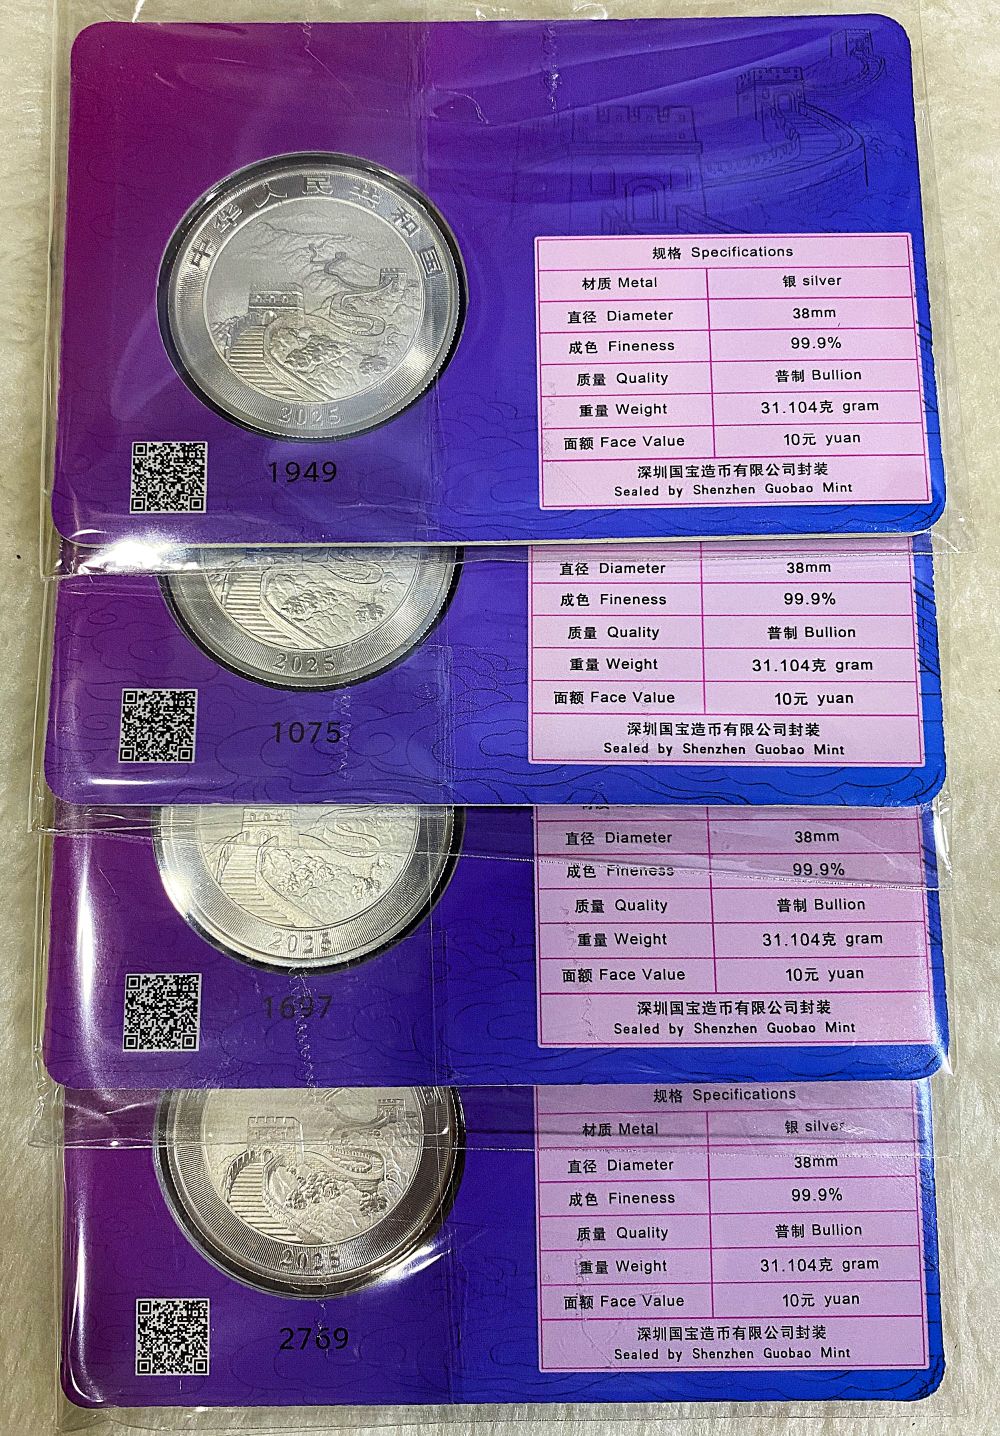 中华人民共和国
2025
1949
规格 Specifications
材质 Metal 银 silver
直径 Diameter 38mm
成色 Fineness 99.9%
质量 Quality 普制 Bullion
重量 Weight 31.104克 gram
面额 Face Value 10元 yuan
深圳国宝造币有限公司封装
Sealed by Shenzhen Guobao Mint
2025
1075
直径 Diameter 38mm
成色 Fineness 99.9%
质量 Quality 普制 Bullion
重量 Weight 31.104克 gram
面额 Face Value 10元 yuan
深圳国宝造币有限公司封装
Sealed by Shenzhen Guobao Mint
2025
1697
直径 Diameter 38mm
成色 Fineness 99.9%
质量 Quality 普制 Bullion
重量 Weight 31.104克 gram
面额 Face Value 10元 yuan
深圳国宝造币有限公司封装
Sealed by Shenzhen Guobao Mint
2025
2769
规格 Specifications
材质 Metal 银 silver
直径 Diameter 38mm
成色 Fineness 99.9%
质量 Quality 普制 Bullion
重量 Weight 31.104克 gram
面额 Face Value 10元 yuan
深圳国宝造币有限公司封装
Sealed by Shenzhen Guobao Mint